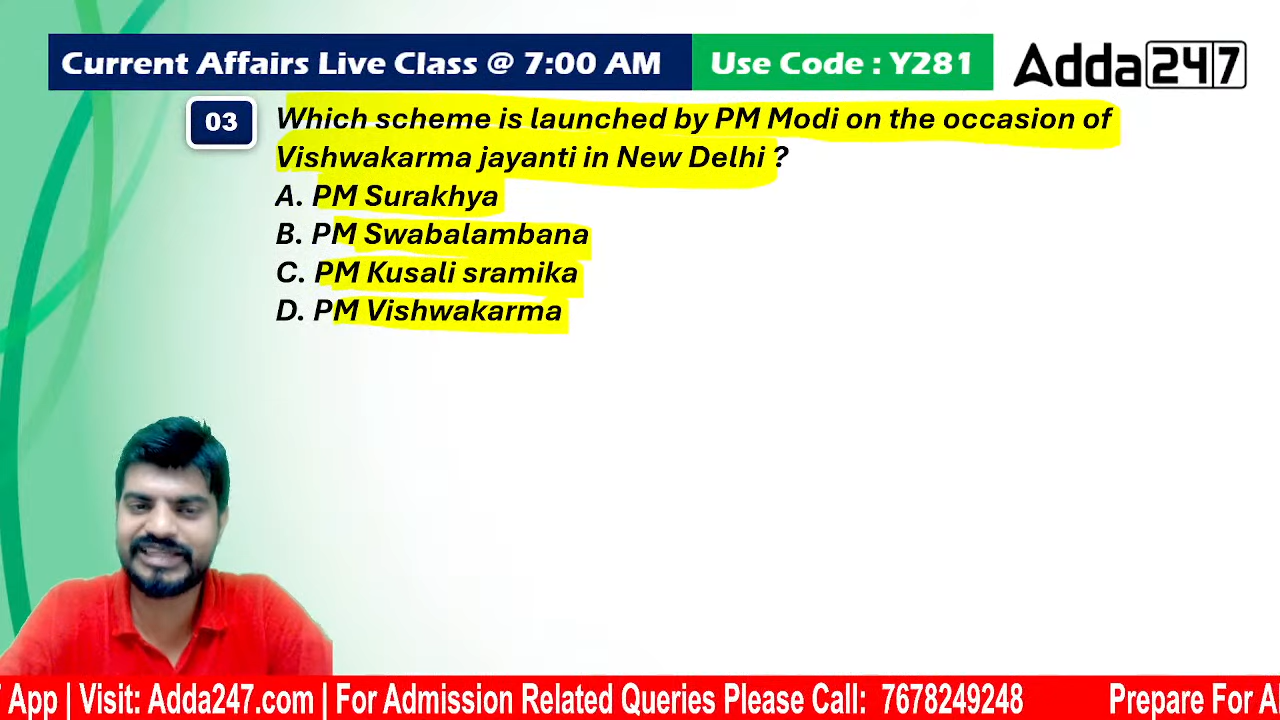 Current Affairs Live Class @ 7:00 AM Use Code : Y281 Adda247
03 Which scheme is launched by PM Modi on the occasion of
Vishwakarma jayanti in New Delhi ?
A. PM Surakhya
B. PM Swabalambana
C. PM Kusali sramika
D. PM Vishwakarma
7 App | Visit: Adda247.com | For Admission Related Queries Please Call: 7678249248 Prepare For A